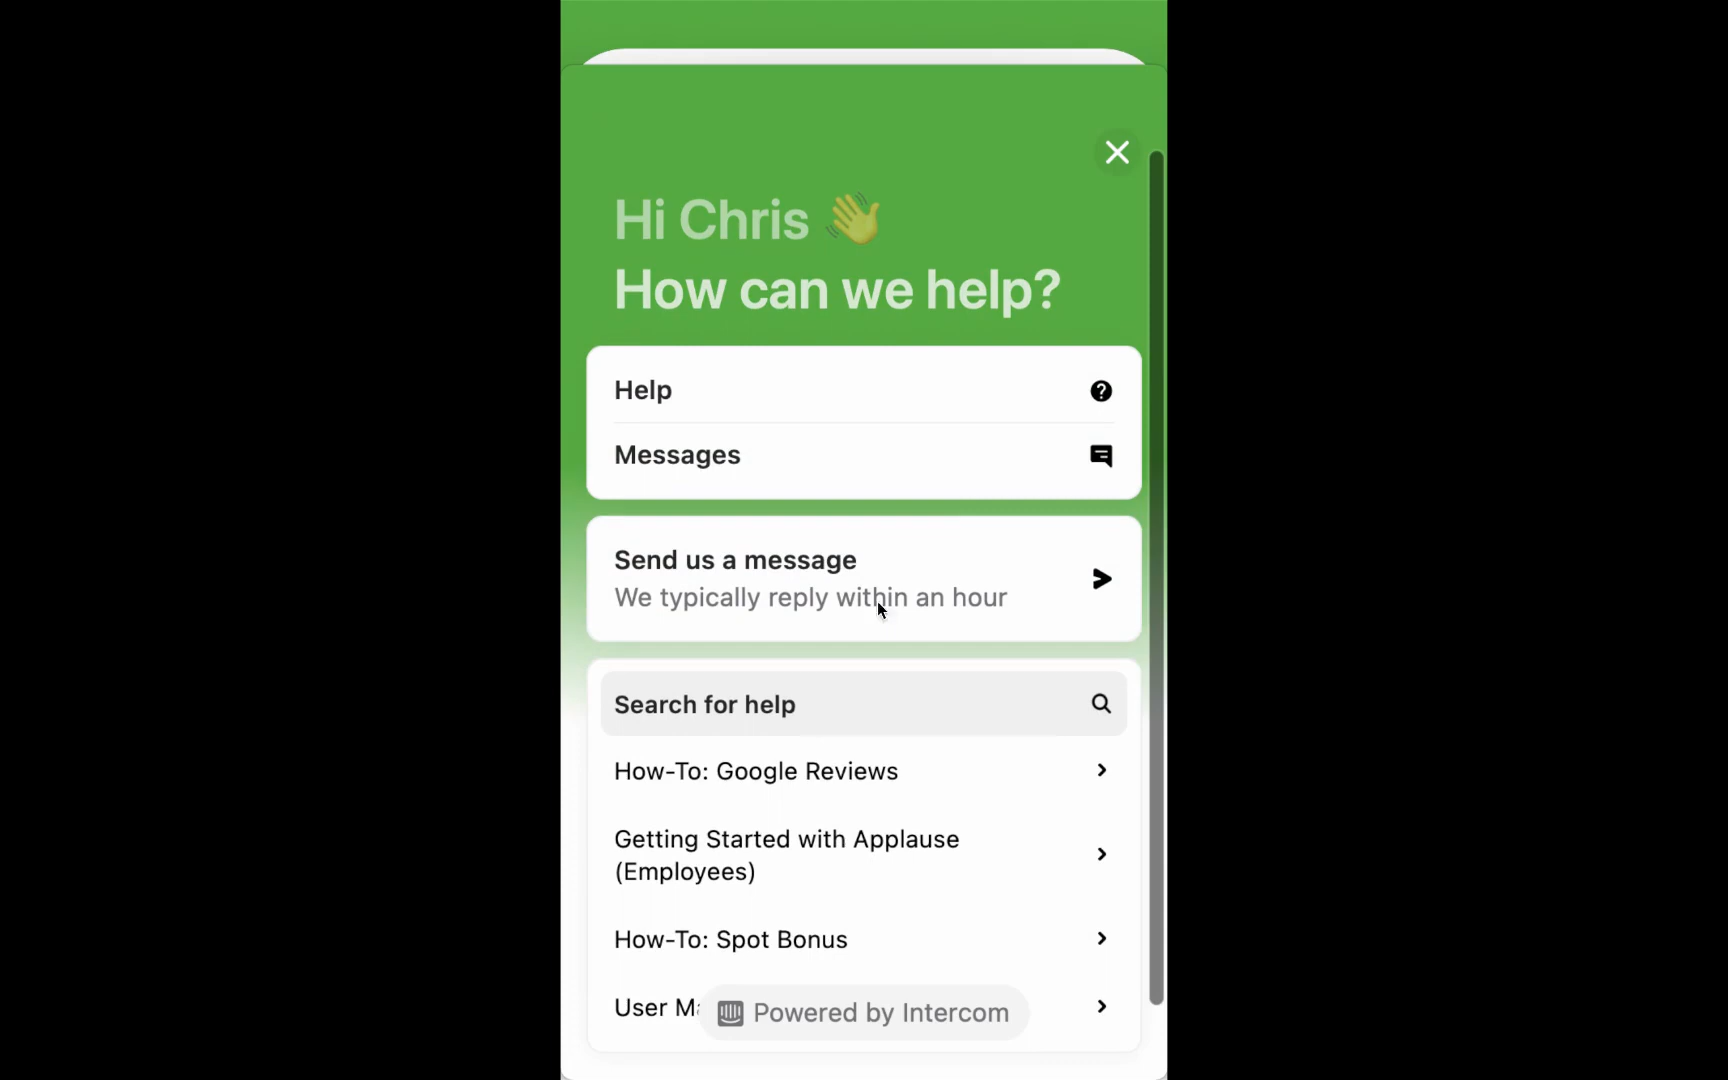 Hi Chris 👋
How can we help?
Help
Messages
Send us a message
We typically reply within an hour
Search for help
How-To: Google Reviews
Getting Started with Applause
(Employees)
How-To: Spot Bonus
User
Powered by Intercom